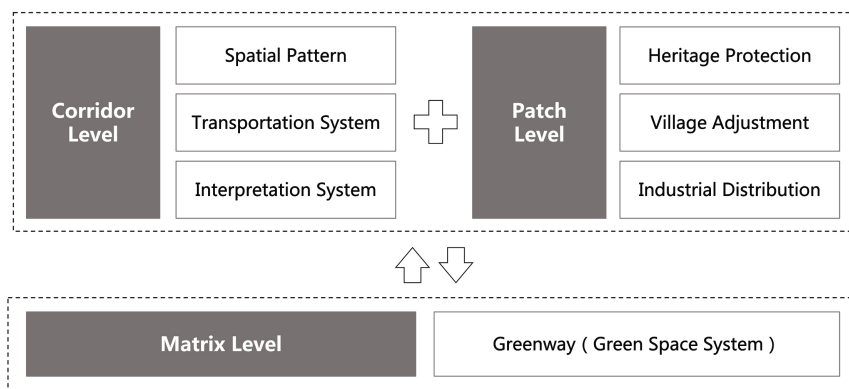 Corridor
Level
Spatial Pattern
Transportation System
Interpretation System
Patch
Level
Heritage Protection
Village Adjustment
Industrial Distribution
Matrix Level
Greenway ( Green Space System )